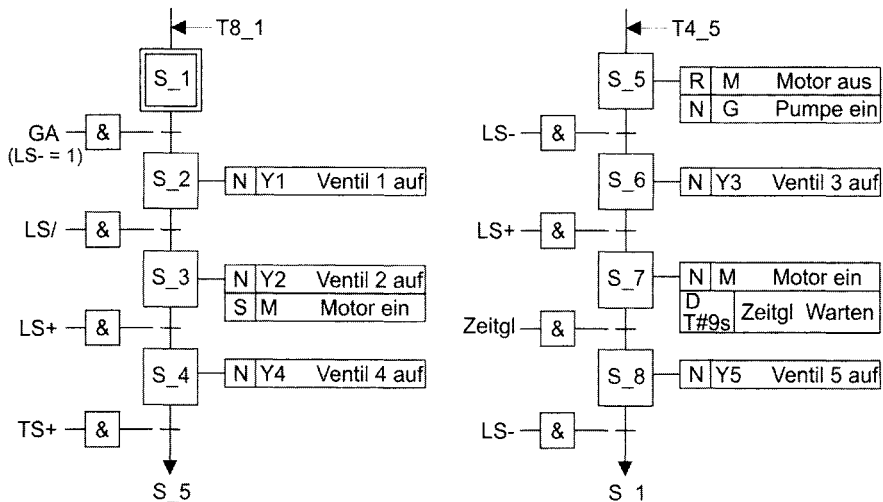 T8_1
S_1
GA & 
(LS- = 1)
S_2 N Y1 Ventil 1 auf
LS/ &
S_3 N Y2 Ventil 2 auf
S M Motor ein
LS+ &
S_4 N Y4 Ventil 4 auf
TS+ &
S_5
T4_5
S_5 R M Motor aus
N G Pumpe ein
LS- &
S_6 N Y3 Ventil 3 auf
LS+ &
S_7 N M Motor ein
D
T#9s Zeitgl Warten
Zeitgl &
S_8 N Y5 Ventil 5 auf
LS- &
S_1